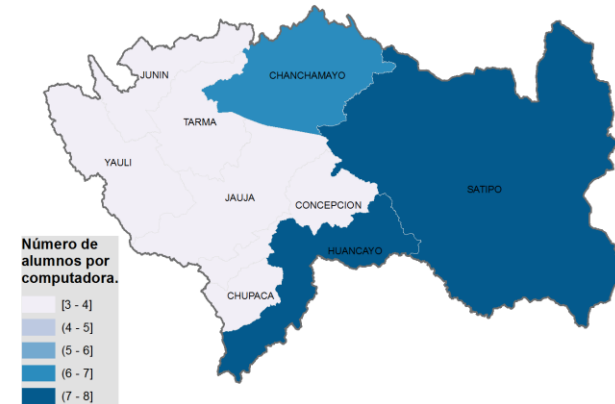 JUNIN
CHANCHAMAYO
TARMA
YAULI
JAUJA
CONCEPCION
SATIPO
HUANCAYO
CHUPACA
Número de
alumnos por
computadora.
[3 - 4]
(4 - 5]
(5 - 6]
(6 - 7]
(7 - 8]